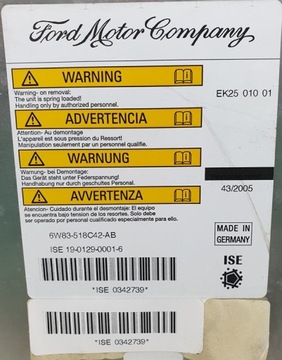 Ford Motor Company
WARNING
Warning- on removal:
The unit is spring loaded!
Handling only by authorized personnel.
EK25 010 01
ADVERTENCIA
Attention- Au demontage
L'appareil est sous pression du Ressort!
Manipulation seulement par un personnel qualifie.
WARNUNG
Warnung- bei Demontage:
Das Gerät steht unter Federspannung!
Handhabung nur durch geschultes Personal.
43/2005
AVVERTENZA
Atencion- Cuidado durante el desmontaje! El equipo
se encuentra bajo tension de los resortes. Solo debe
ser operado por personal calificado especialmente para ello.
6W83-518C42-AB
ISE 19-0129-0001-6
MADE IN
GERMANY
ISE
*ISE 0342739*
*ISE 0342739*